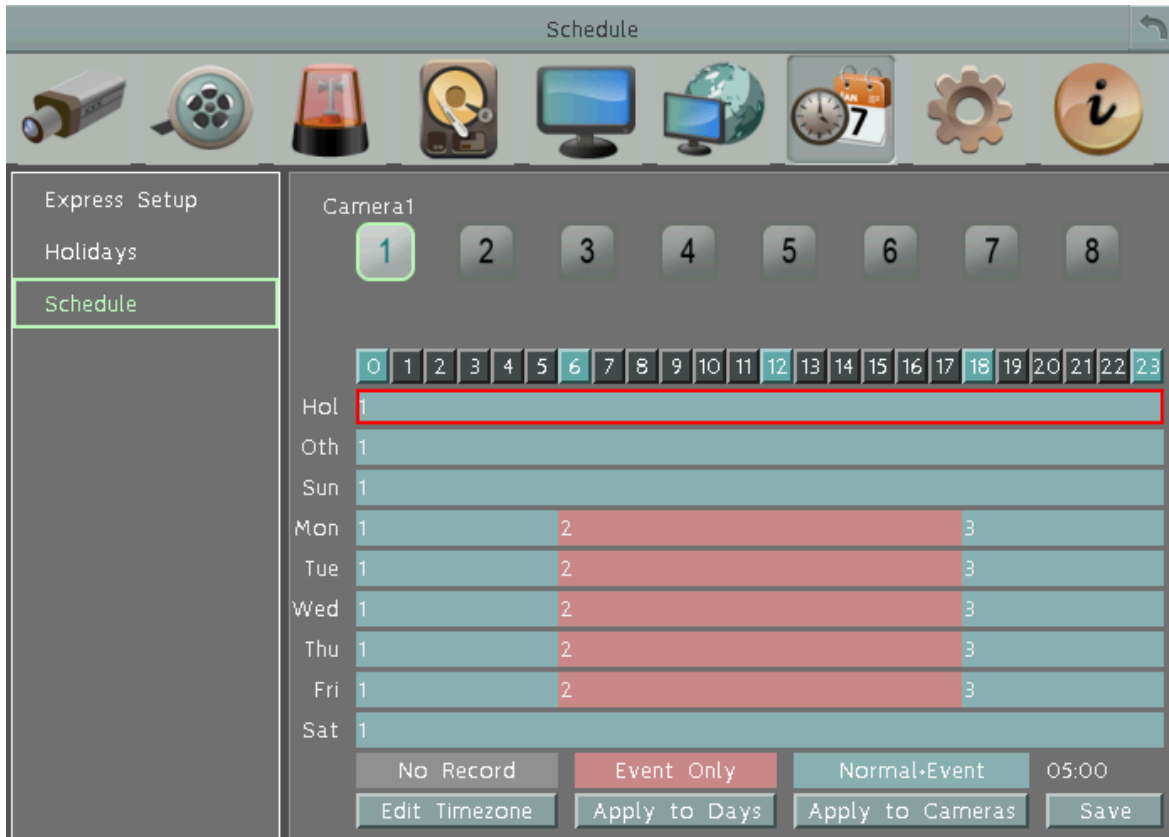 Schedule
JAN
7
i
Express Setup
Holidays
Schedule
Camera1
1 2 3 4 5 6 7 8
0 1 2 3 4 5 6 7 8 9 10 11 12 13 14 15 16 17 18 19 20 21 22 23
Hol 1
Oth 1
Sun 1
Mon 1 2 3
Tue 1 2 3
Wed 1 2 3
Thu 1 2 3
Fri 1 2 3
Sat 1
No Record Event Only Normal+Event 05:00
Edit Timezone Apply to Days Apply to Cameras Save